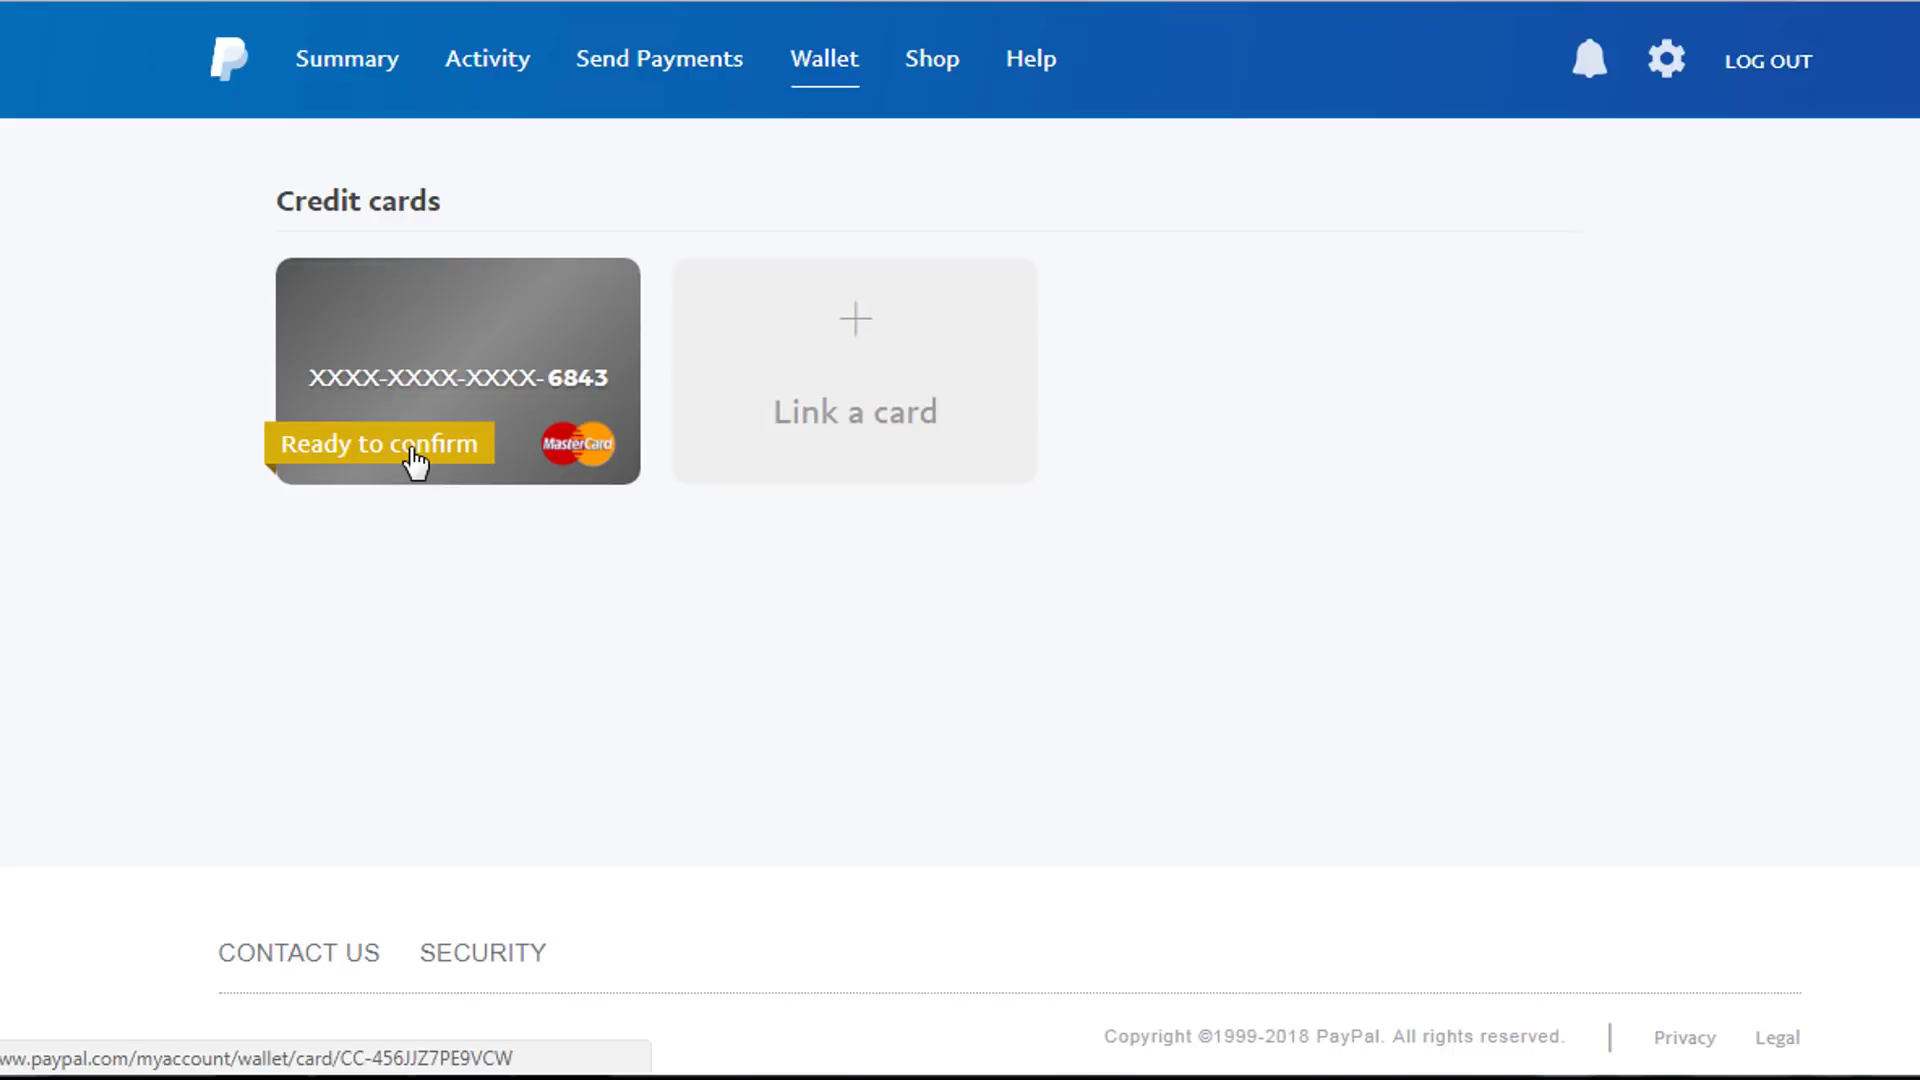 Summary Activity Send Payments Wallet Shop Help LOG OUT
Credit cards
XXXX-XXXX-XXXX-6843
Ready to confirm
MasterCard
Link a card
CONTACT US SECURITY
Copyright ©1999-2018 PayPal. All rights reserved. Privacy Legal
ww.paypal.com/myaccount/wallet/card/CC-456JJZ7PE9VCW